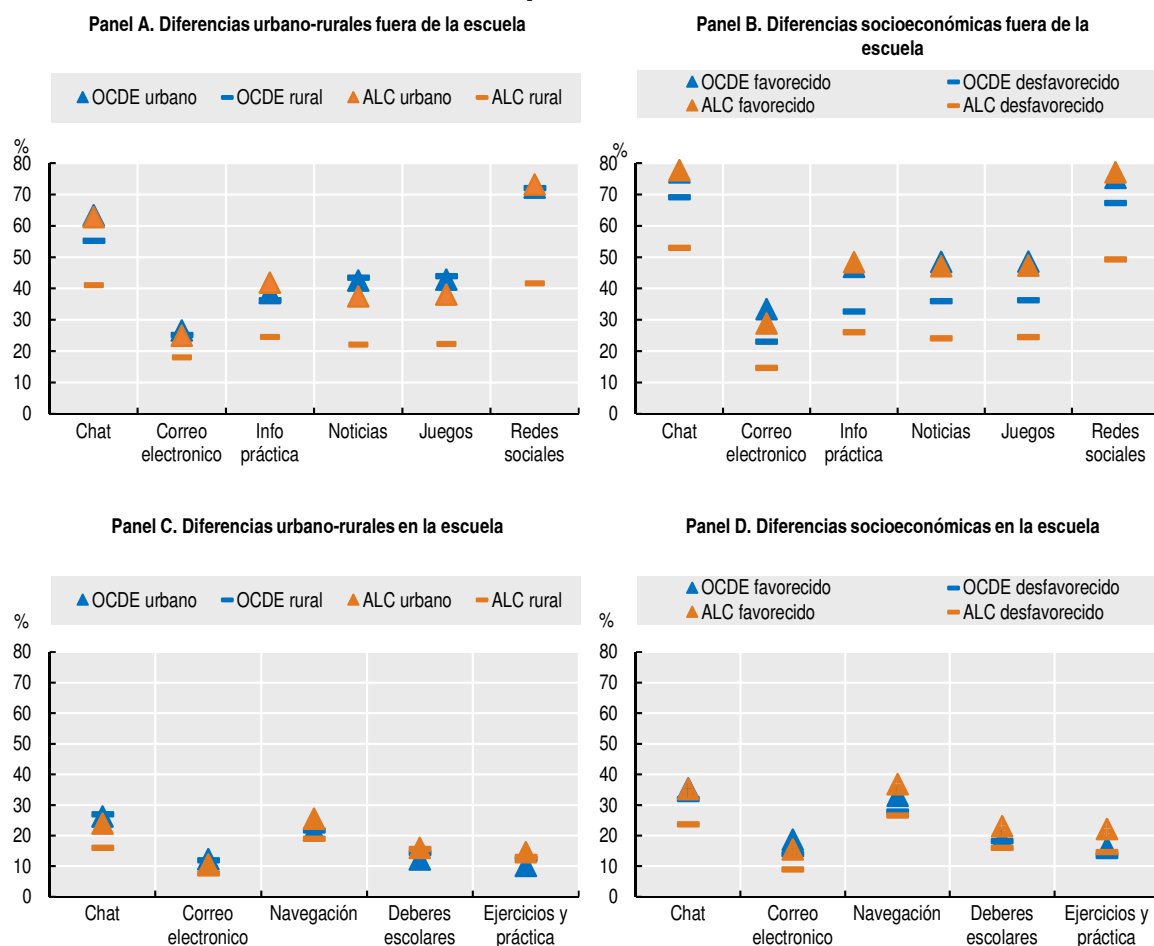 Panel A. Diferencias urbano-rurales fuera de la escuela
OCDE urbano OCDE rural ALC urbano ALC rural
%
80
70
60
50
40
30
20
10
0
Chat Correo electronico Info práctica Noticias Juegos Redes sociales
Panel B. Diferencias socioeconómicas fuera de la
escuela
OCDE favorecido OCDE desfavorecido
ALC favorecido ALC desfavorecido
%
80
70
60
50
40
30
20
10
0
Chat Correo electronico Info práctica Noticias Juegos Redes sociales
Panel C. Diferencias urbano-rurales en la escuela
OCDE urbano OCDE rural ALC urbano ALC rural
%
80
70
60
50
40
30
20
10
0
Chat Correo electronico Navegación Deberes escolares Ejercicios y práctica
Panel D. Diferencias socioeconómicas en la escuela
OCDE favorecido OCDE desfavorecido
ALC favorecido ALC desfavorecido
%
80
70
60
50
40
30
20
10
0
Chat Correo electronico Navegación Deberes escolares Ejercicios y práctica